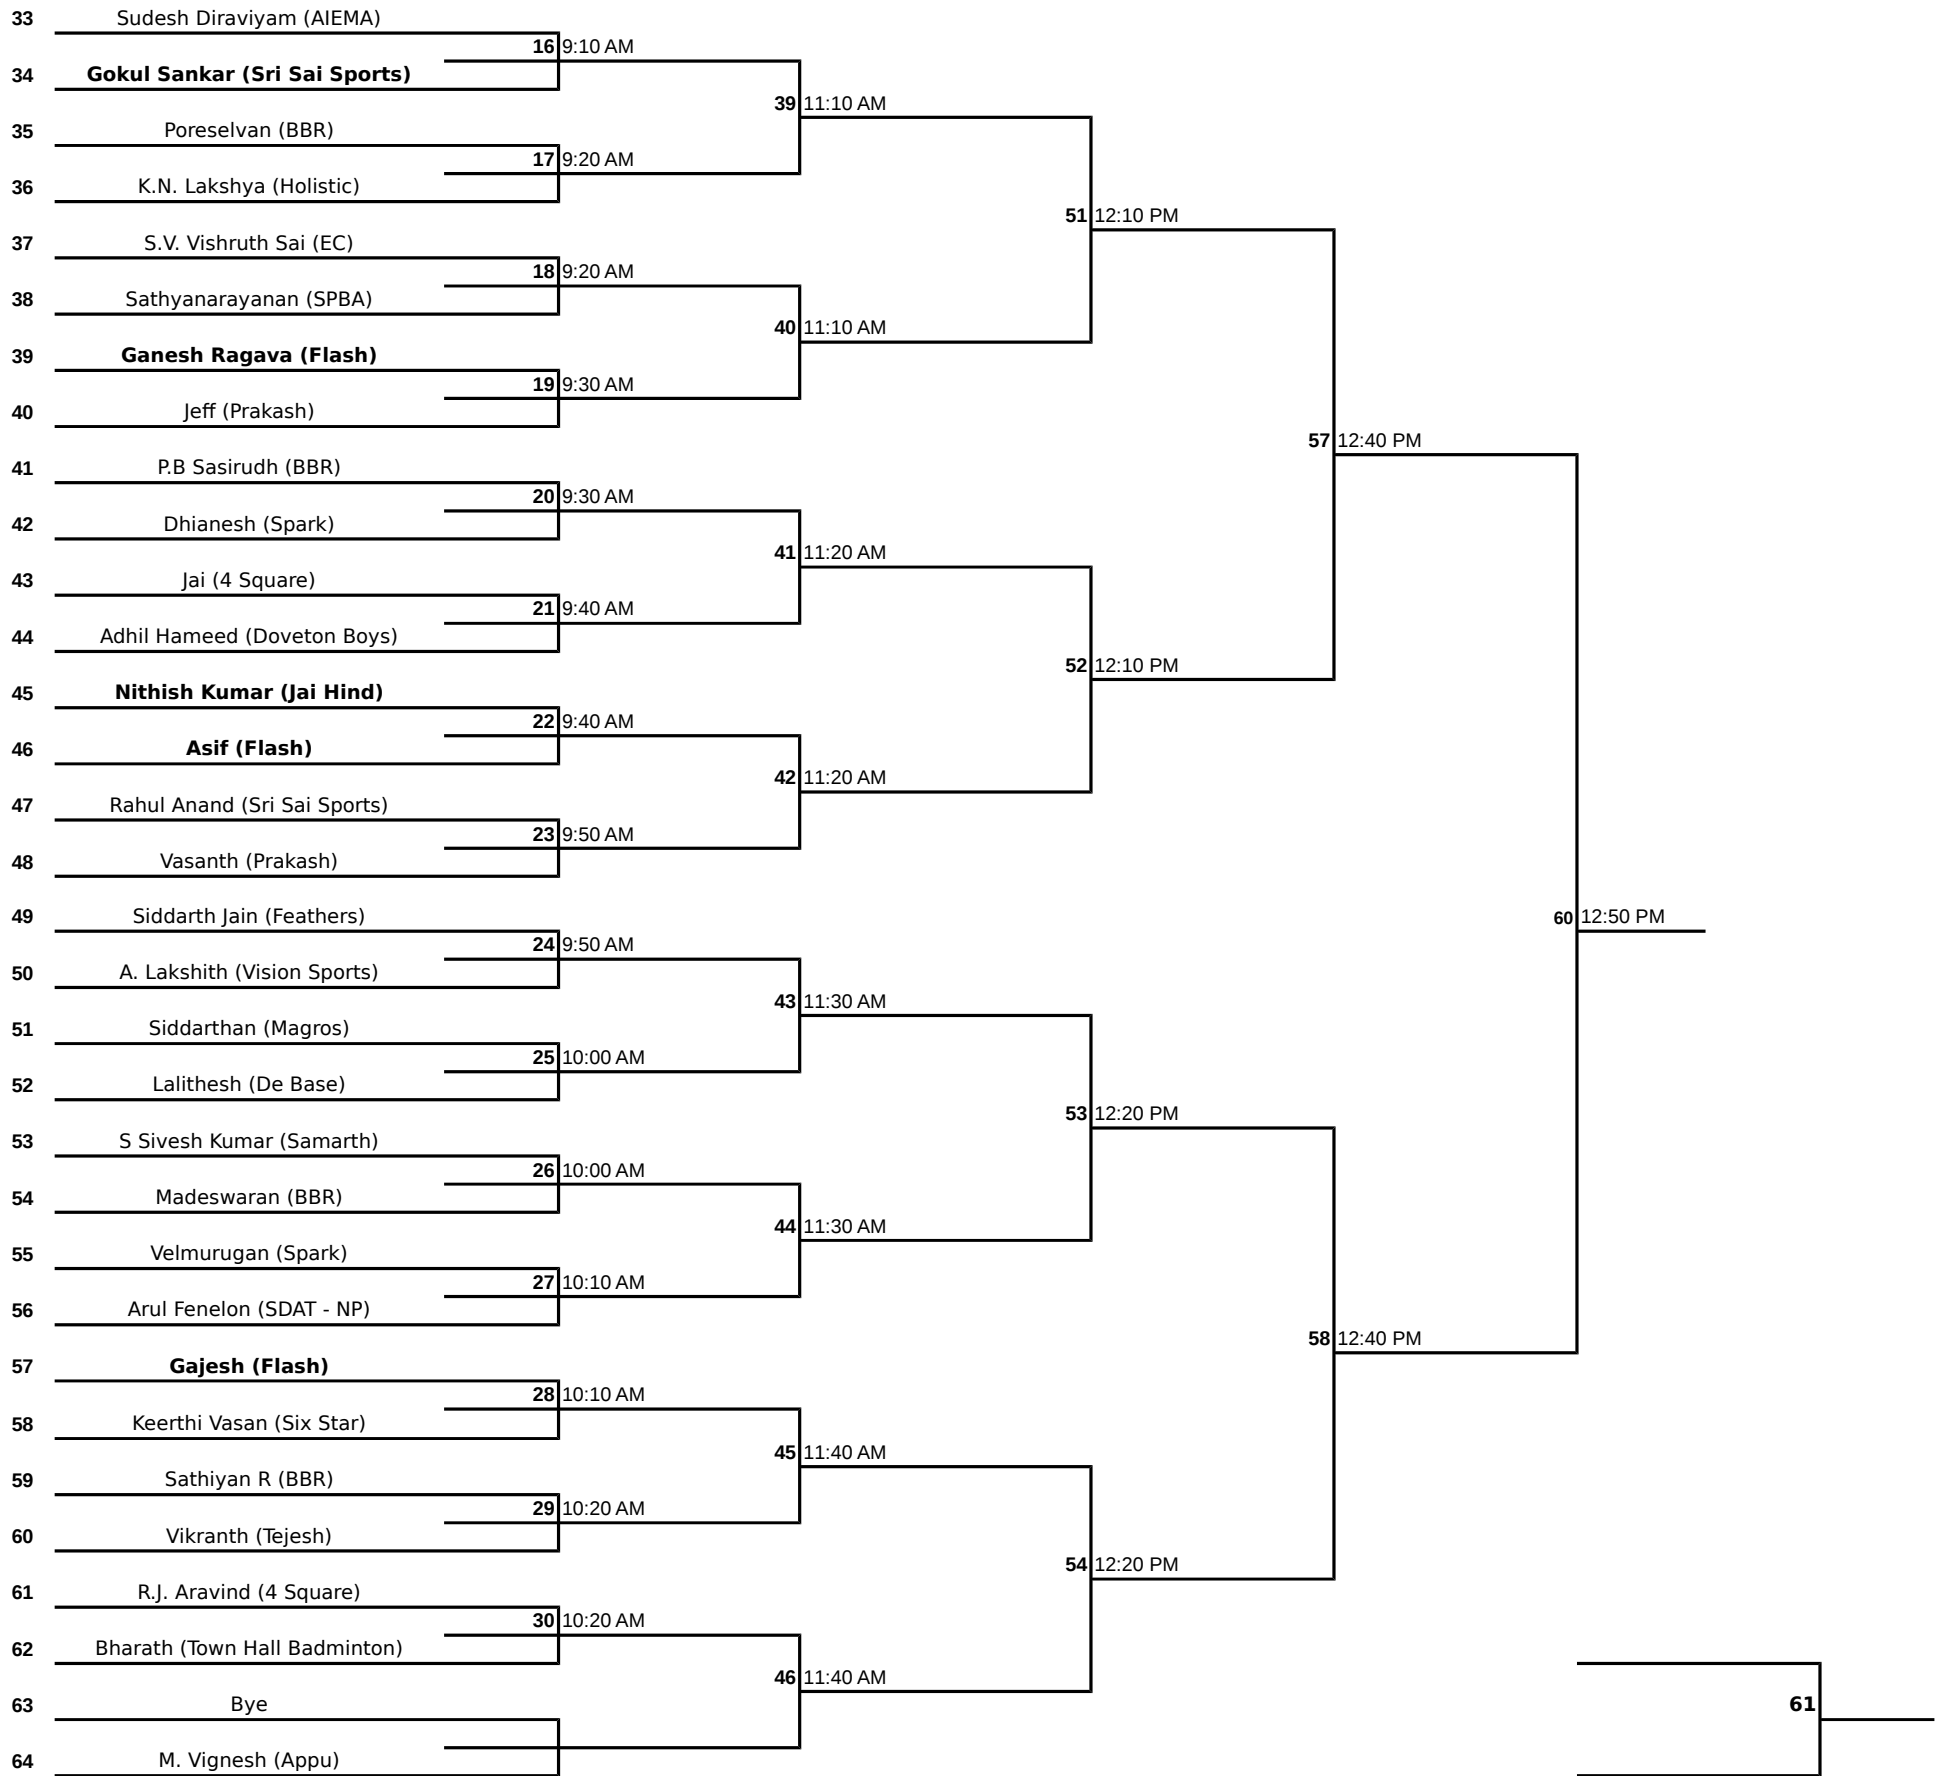 33 Sudesh Diraviyam (AIEMA)
16 9:10 AM
34 Gokul Sankar (Sri Sai Sports)
39 11:10 AM
35 Poreselvan (BBR)
17 9:20 AM
36 K.N. Lakshya (Holistic)
51 12:10 PM
37 S.V. Vishruth Sai (EC)
18 9:20 AM
38 Sathyanarayanan (SPBA)
40 11:10 AM
39 Ganesh Ragava (Flash)
19 9:30 AM
40 Jeff (Prakash)
57 12:40 PM
41 P.B Sasirudh (BBR)
20 9:30 AM
42 Dhianesh (Spark)
41 11:20 AM
43 Jai (4 Square)
21 9:40 AM
44 Adhil Hameed (Doveton Boys)
52 12:10 PM
45 Nithish Kumar (Jai Hind)
22 9:40 AM
46 Asif (Flash)
42 11:20 AM
47 Rahul Anand (Sri Sai Sports)
23 9:50 AM
48 Vasanth (Prakash)
49 Siddarth Jain (Feathers)
60 12:50 PM
24 9:50 AM
50 A. Lakshith (Vision Sports)
43 11:30 AM
51 Siddarthan (Magros)
25 10:00 AM
52 Lalithesh (De Base)
53 12:20 PM
53 S Sivesh Kumar (Samarth)
26 10:00 AM
54 Madeswaran (BBR)
44 11:30 AM
55 Velmurugan (Spark)
27 10:10 AM
56 Arul Fenelon (SDAT - NP)
58 12:40 PM
57 Gajesh (Flash)
28 10:10 AM
58 Keerthi Vasan (Six Star)
45 11:40 AM
59 Sathiyan R (BBR)
29 10:20 AM
60 Vikranth (Tejesh)
54 12:20 PM
61 R.J. Aravind (4 Square)
30 10:20 AM
62 Bharath (Town Hall Badminton)
46 11:40 AM
63 Bye
61
64 M. Vignesh (Appu)